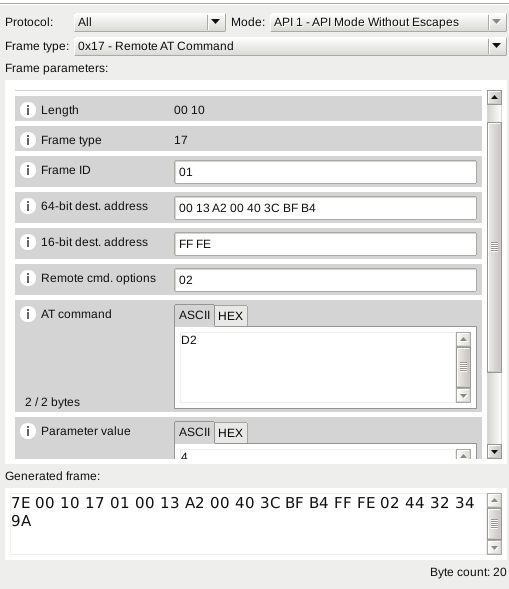 Protocol: All Mode: API 1 - API Mode Without Escapes
Frame type: 0x17 - Remote AT Command
Frame parameters:
i Length 00 10
i Frame type 17
i Frame ID 01
i 64-bit dest. address 00 13 A2 00 40 3C BF B4
i 16-bit dest. address FF FE
i Remote cmd. options 02
i AT command ASCII HEX
D2
2 / 2 bytes
i Parameter value ASCII HEX
4
Generated frame:
7E 00 10 17 01 00 13 A2 00 40 3C BF B4 FF FE 02 44 32 34
9A
Byte count: 20